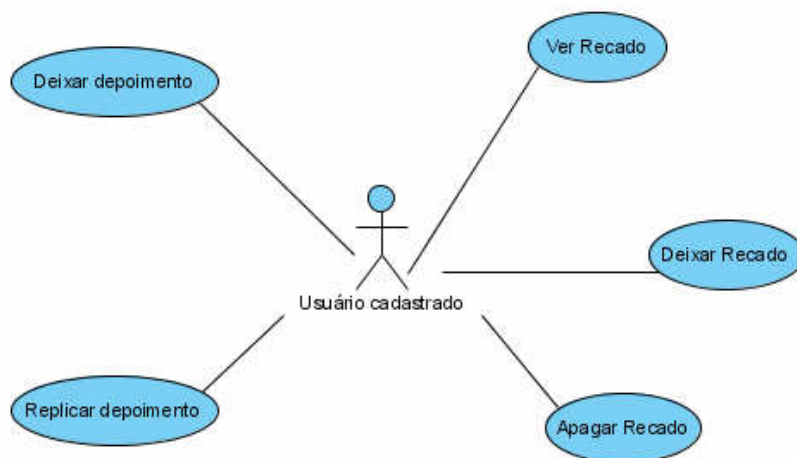 Ver Recado
Deixar depoimento
Deixar Recado
Usuário cadastrado
Replicar depoimento
Apagar Recado